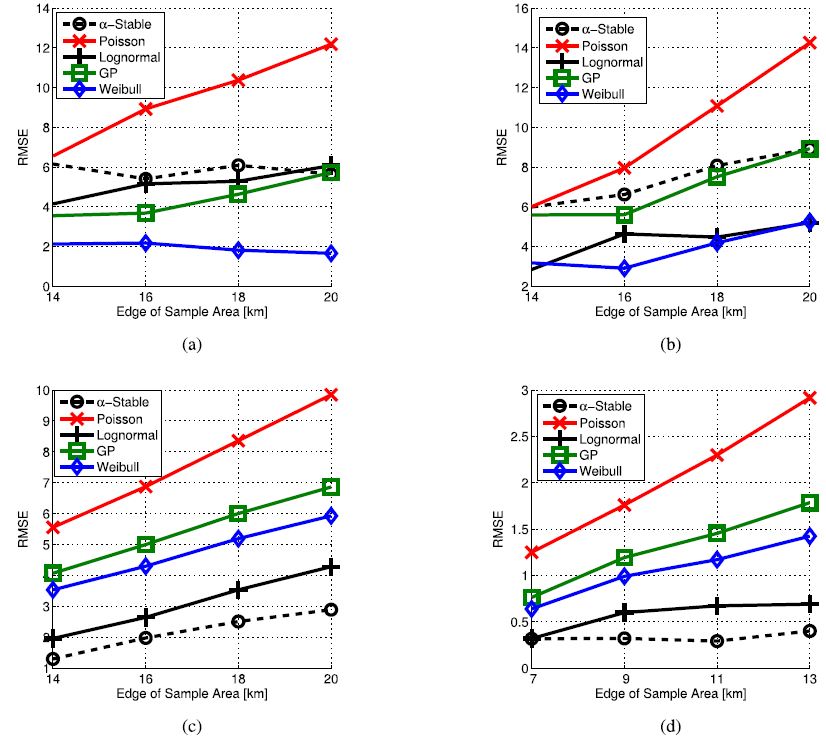 14
12
10
8
6
4
2
0
RMSE
α−Stable
Poisson
Lognormal
GP
Weibull
14 16 18 20
Edge of Sample Area [km]
(a)
16
14
12
10
8
6
4
2
RMSE
α−Stable
Poisson
Lognormal
GP
Weibull
14 16 18 20
Edge of Sample Area [km]
(b)
10
9
8
7
6
5
4
3
2
1
RMSE
α−Stable
Poisson
Lognormal
GP
Weibull
14 16 18 20
Edge of Sample Area [km]
(c)
3
2.5
2
1.5
1
0.5
0
RMSE
α−Stable
Poisson
Lognormal
GP
Weibull
7 9 11 13
Edge of Sample Area [km]
(d)